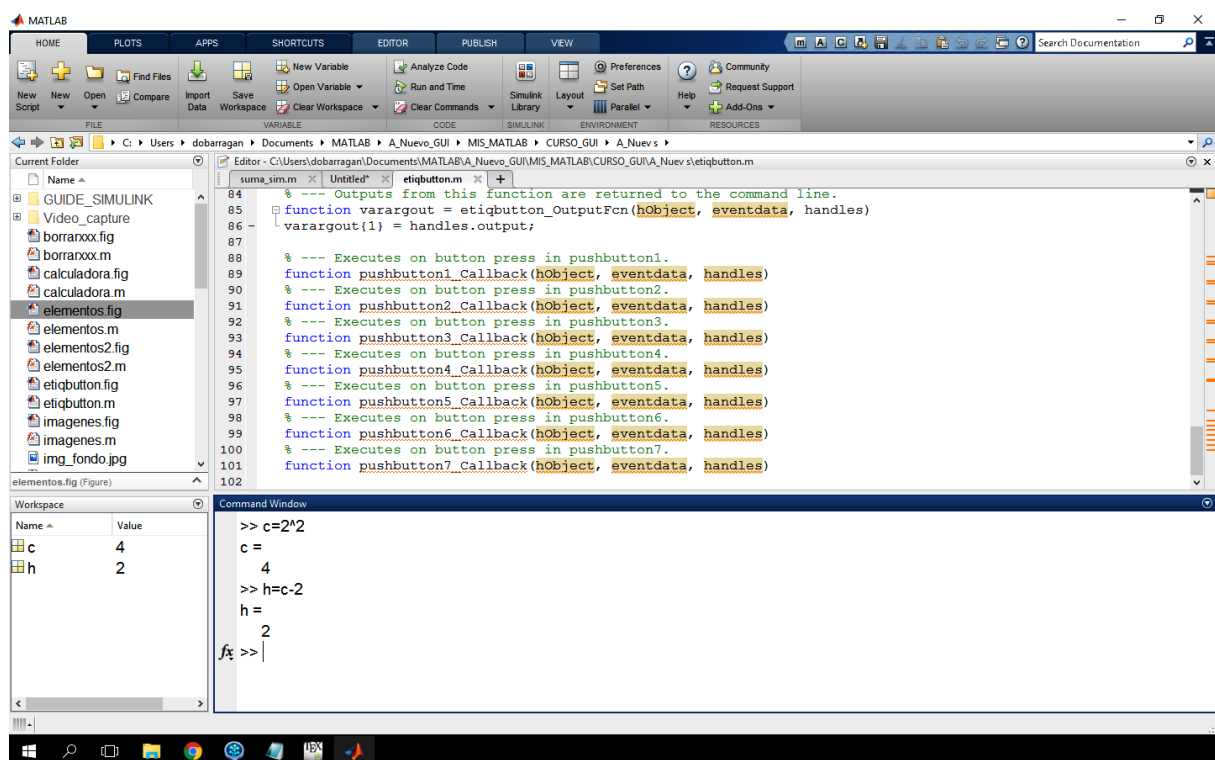 MATLAB
HOME PLOTS APPS SHORTCUTS EDITOR PUBLISH VIEW Search Documentation
New Script
New
Open
Find Files
Compare
FILE
Import Data
Save Workspace
New Variable
Open Variable
Clear Workspace
VARIABLE
Analyze Code
Run and Time
Clear Commands
CODE
Simulink Library
SIMULINK
Layout
Preferences
Set Path
Parallel
ENVIRONMENT
Help
Community
Request Support
Add-Ons
RESOURCES
C: Users dobarragan Documents MATLAB A_Nuevo_GUI MIS_MATLAB CURSO_GUI A_Nuev s
Current Folder
Name
GUIDE_SIMULINK
Video_capture
borrarxxx.fig
borrarxxx.m
calculadora.fig
calculadora.m
elementos.fig
elementos.m
elementos2.fig
elementos2.m
etiqbutton.fig
etiqbutton.m
imagenes.fig
imagenes.m
img_fondo.jpg
elementos.fig (Figure)
Editor - C:\Users\dobarragan\Documents\MATLAB\A_Nuevo_GUI\MIS_MATLAB\CURSO_GUI\A_Nuev s\etiqbutton.m
suma_sim.m Untitled* etiqbutton.m
84 % --- Outputs from this function are returned to the command line.
85 function varargout = etiqbutton_OutputFcn(hObject, eventdata, handles)
86 – varargout{1} = handles.output;
87
88 % --- Executes on button press in pushbutton1.
89 function pushbutton1_Callback(hObject, eventdata, handles)
90 % --- Executes on button press in pushbutton2.
91 function pushbutton2_Callback(hObject, eventdata, handles)
92 % --- Executes on button press in pushbutton3.
93 function pushbutton3_Callback(hObject, eventdata, handles)
94 % --- Executes on button press in pushbutton4.
95 function pushbutton4_Callback(hObject, eventdata, handles)
96 % --- Executes on button press in pushbutton5.
97 function pushbutton5_Callback(hObject, eventdata, handles)
98 % --- Executes on button press in pushbutton6.
99 function pushbutton6_Callback(hObject, eventdata, handles)
100 % --- Executes on button press in pushbutton7.
101 function pushbutton7_Callback(hObject, eventdata, handles)
102
Workspace
Name Value
c 4
h 2
Command Window
>> c=2^2
c =
4
>> h=c-2
h =
2
fx >>
TEX